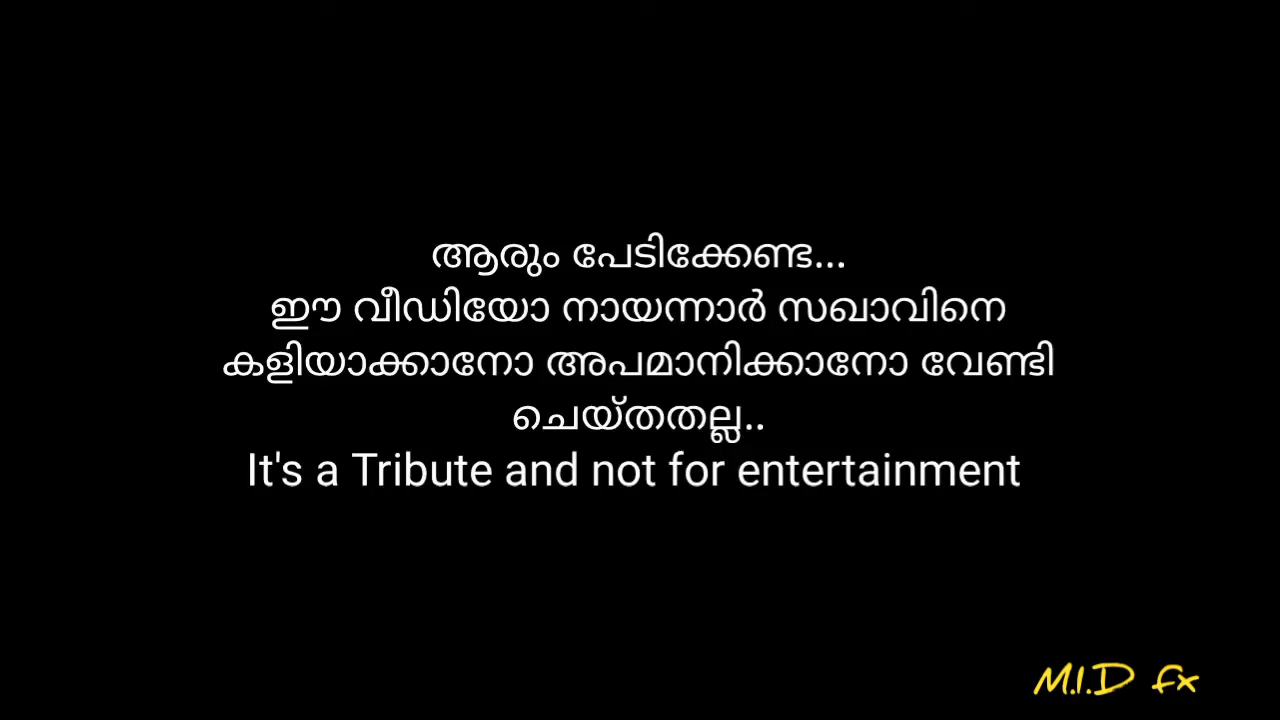 ആരും പേടിക്കേണ്ട...
ഈ വീഡിയോ നായന്നാർ സഖാവിനെ
കളിയാക്കാനോ അപമാനിക്കാനോ വേണ്ടി
ചെയ്തതല്ല..
It's a Tribute and not for entertainment
M.I.D fx